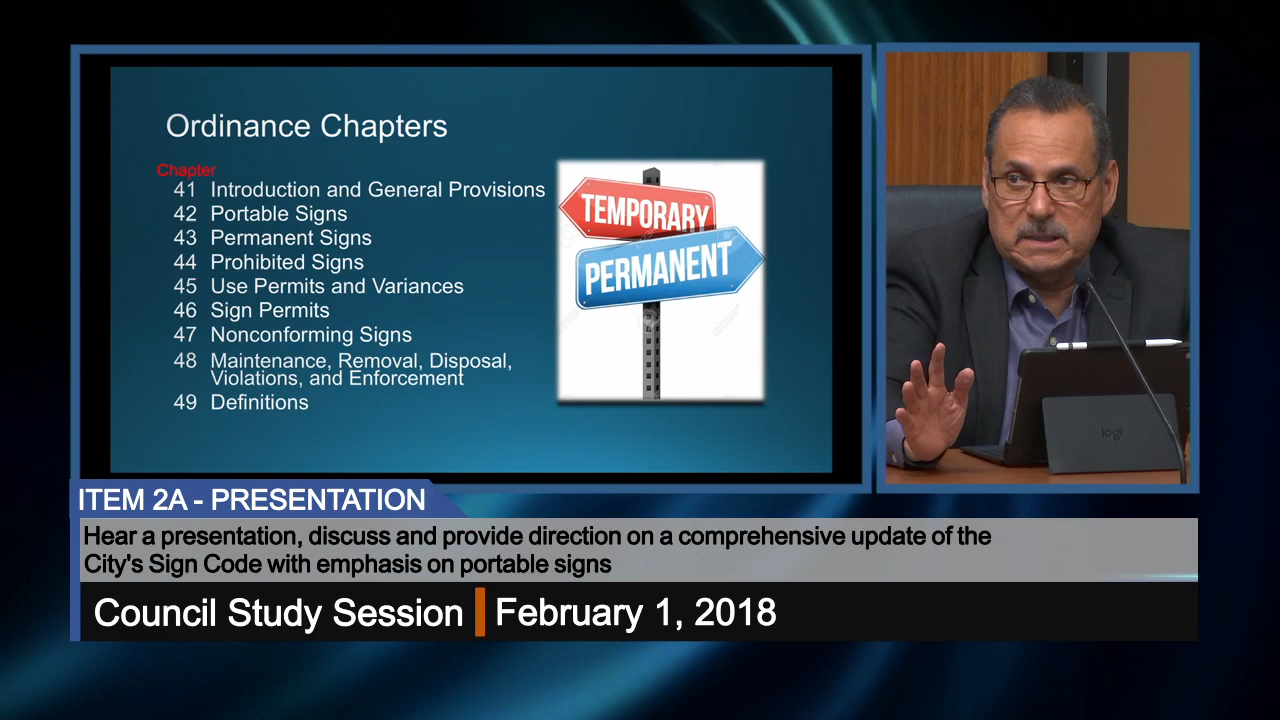 Ordinance Chapters
Chapter
41 Introduction and General Provisions
42 Portable Signs
43 Permanent Signs
44 Prohibited Signs
45 Use Permits and Variances
46 Sign Permits
47 Nonconforming Signs
48 Maintenance, Removal, Disposal,
Violations, and Enforcement
49 Definitions
TEMPORARY
PERMANENT
logi
ITEM 2A - PRESENTATION
Hear a presentation, discuss and provide direction on a comprehensive update of the
City's Sign Code with emphasis on portable signs
Council Study Session
February 1, 2018